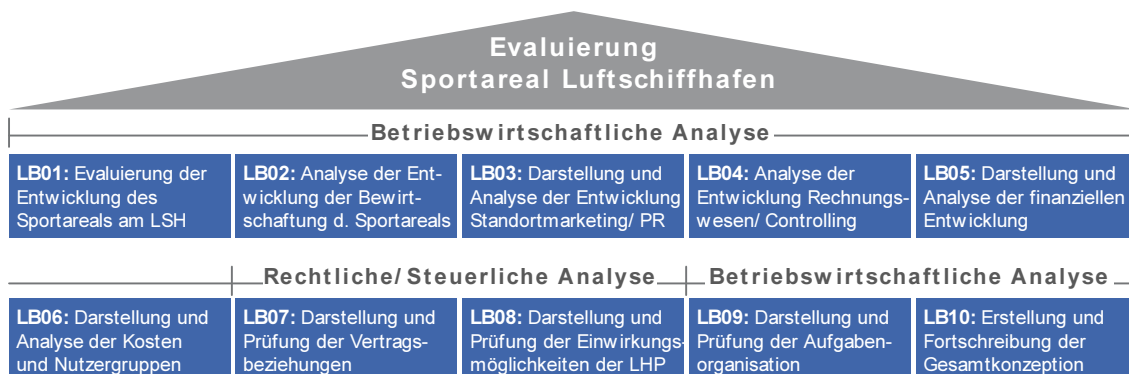 Evaluierung
Sportareal Luftschiffhafen
Betriebswirtschaftliche Analyse
LB01: Evaluierung der
Entwicklung des
Sportareals am LSH
LB02: Analyse der Ent-
wicklung der Bewirt-
schaftung d. Sportareals
LB03: Darstellung und
Analyse der Entwicklung
Standortmarketing/ PR
LB04: Analyse der
Entwicklung Rechnungs-
wesen/ Controlling
LB05: Darstellung und
Analyse der finanziellen
Entwicklung
Rechtliche/ Steuerliche Analyse
Betriebswirtschaftliche Analyse
LB06: Darstellung und
Analyse der Kosten
und Nutzergruppen
LB07: Darstellung und
Prüfung der Vertrags-
beziehungen
LB08: Darstellung und
Prüfung der Einwirkungs-
möglichkeiten der LHP
LB09: Darstellung und
Prüfung der Aufgaben-
organisation
LB10: Erstellung und
Fortschreibung der
Gesamtkonzeption